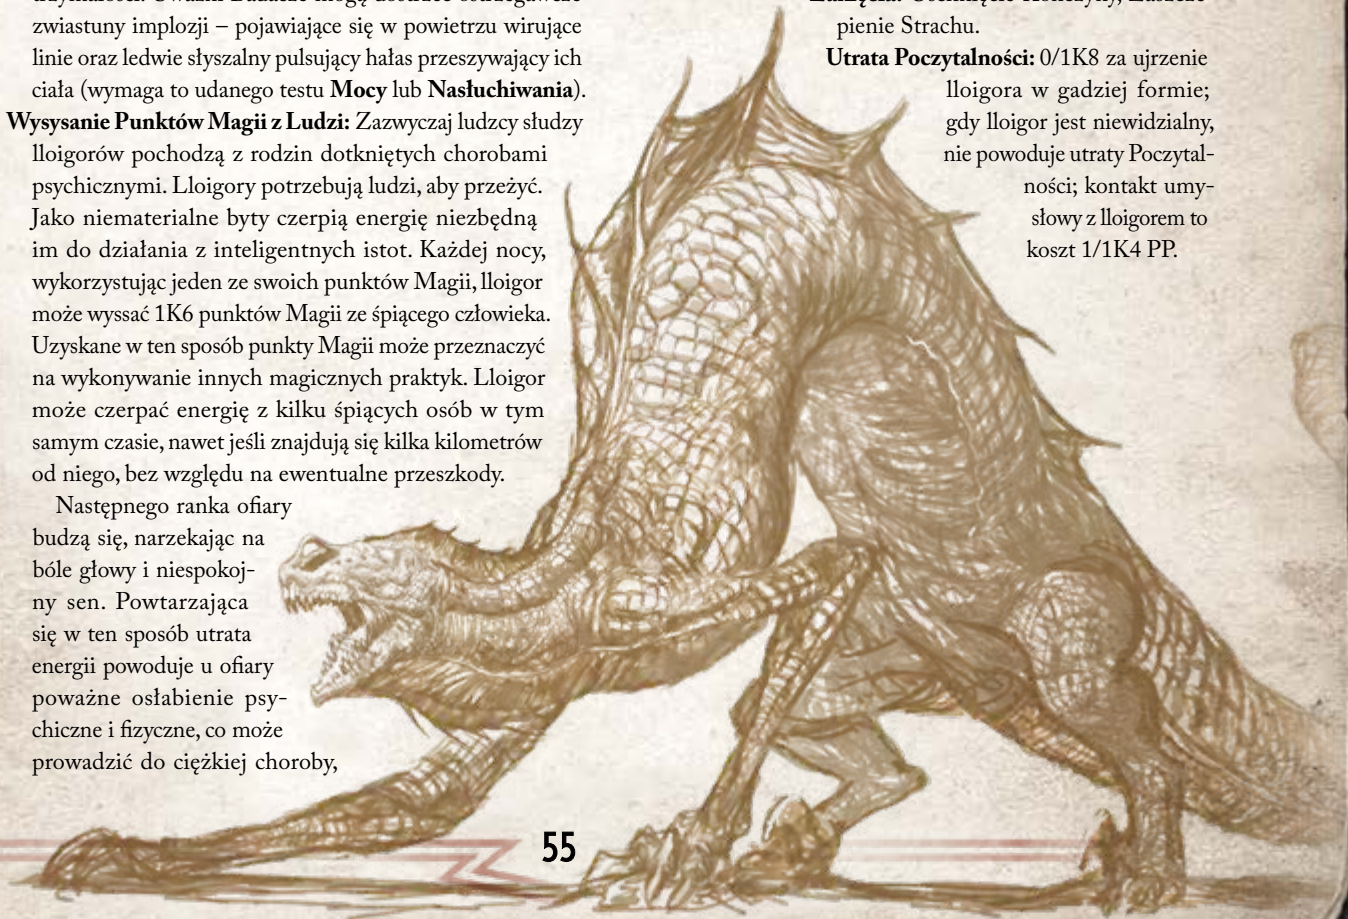 zwiastuny implozji – pojawiające się w powietrzu wirujące
linie oraz ledwie słyszalny pulsujący hałas przeszywający ich
ciała (wymaga to udanego testu Mocy lub Nasłuchiwania).
Wysysanie Punktów Magii z Ludzi: Zazwyczaj ludzcy słudzy
lloigorów pochodzą z rodzin dotkniętych chorobami
psychicznymi. Lloigory potrzebują ludzi, aby przeżyć.
Jako niematerialne byty czerpią energię niezbędną
im do działania z inteligentnych istot. Każdej nocy,
wykorzystując jeden ze swoich punktów Magii, lloigor
może wyssać 1K6 punktów Magii ze śpiącego człowieka.
Uzyskane w ten sposób punkty Magii może przeznaczyć
na wykonywanie innych magicznych praktyk. Lloigor
może czerpać energię z kilku śpiących osób w tym
samym czasie, nawet jeśli znajdują się kilka kilometrów
od niego, bez względu na ewentualne przeszkody.
Następnego ranka ofiary
budzą się, narzekając na
bóle głowy i niespokoj-
ny sen. Powtarzająca
się w ten sposób utrata
energii powoduje u ofiary
poważne osłabienie psy-
chiczne i fizyczne, co może
prowadzić do ciężkiej choroby,
pienie Strachu.
Utrata Poczytalności: 0/1K8 za ujrzenie
lloigora w gadziej formie;
gdy lloigor jest niewidzialny,
nie powoduje utraty Poczytal-
ności; kontakt umy-
słowy z lloigorem to
koszt 1/1K4 PP.
55